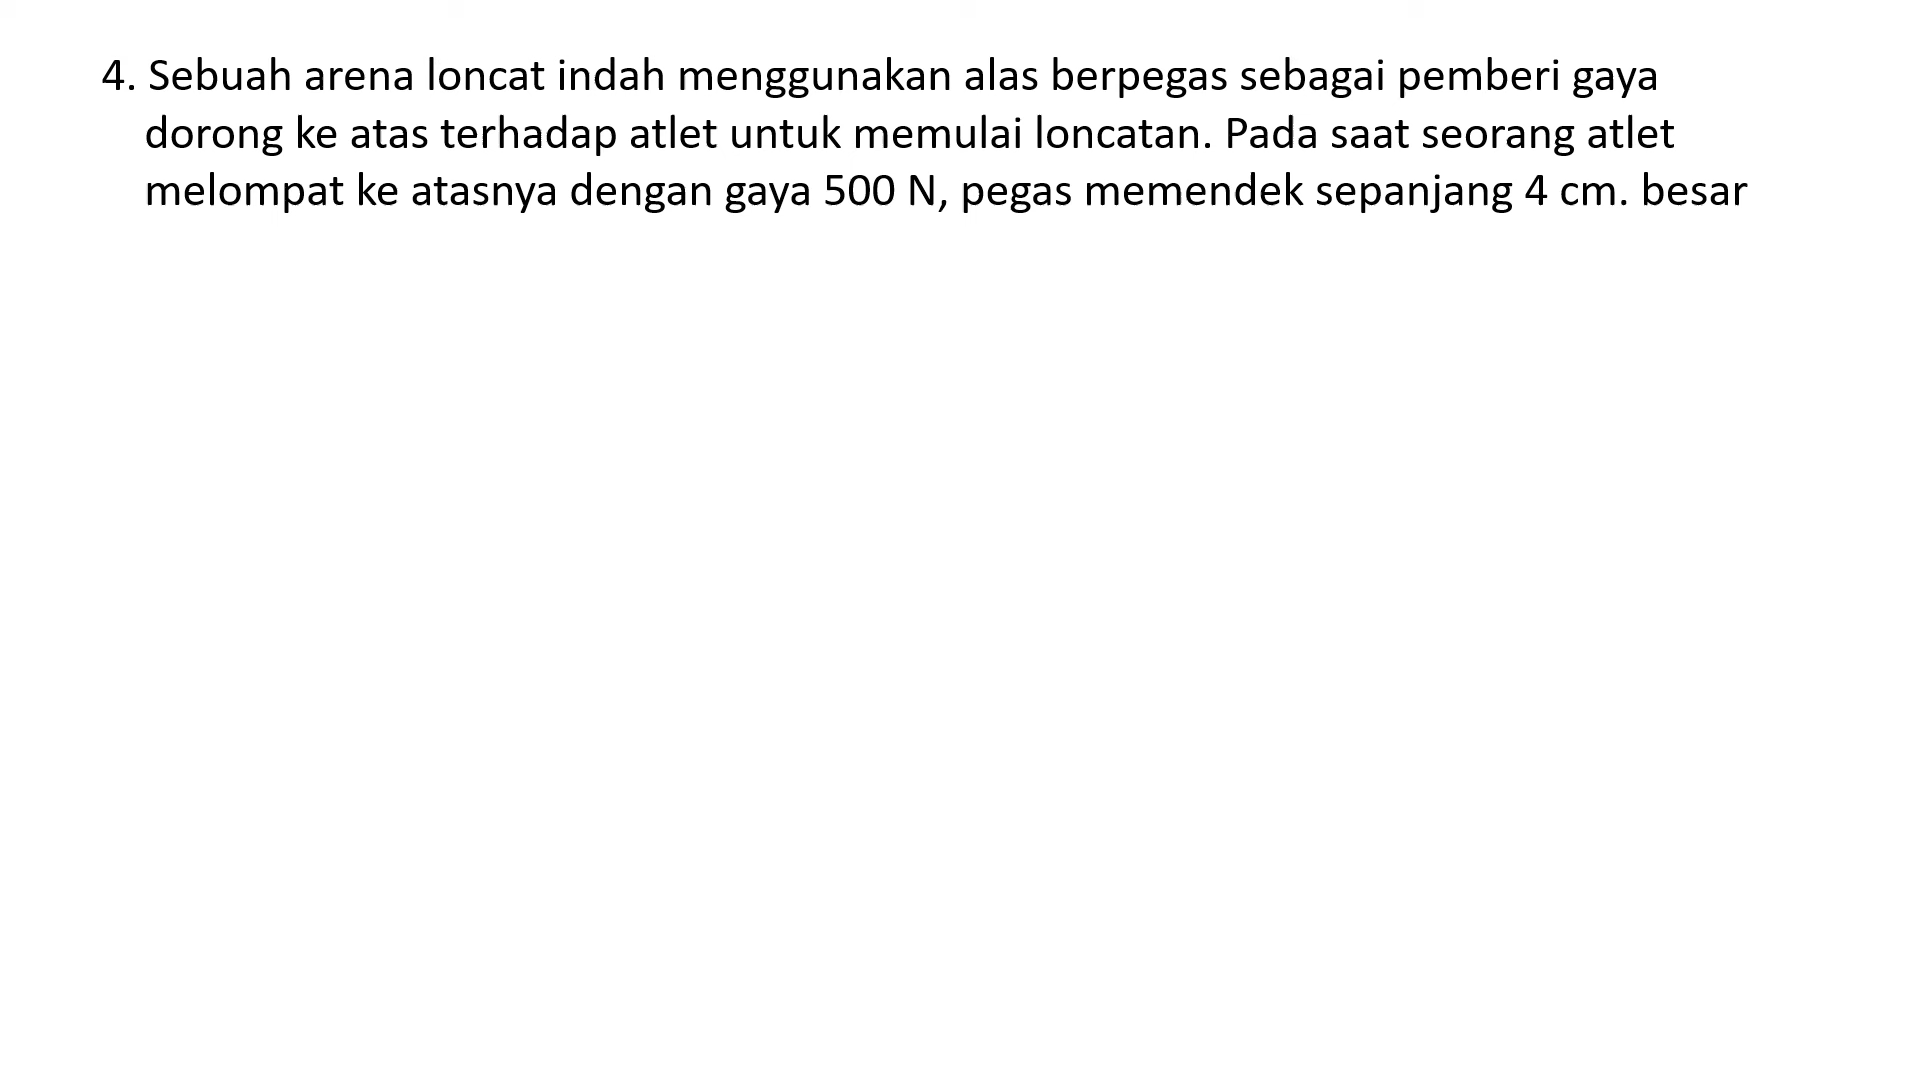 4. Sebuah arena loncat indah menggunakan alas berpegas sebagai pemberi gaya
dorong ke atas terhadap atlet untuk memulai loncatan. Pada saat seorang atlet
melompat ke atasnya dengan gaya 500 N, pegas memendek sepanjang 4 cm. besar